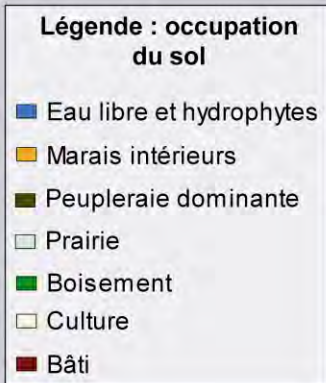 Légende : occupation
du sol
Eau libre et hydrophytes
Marais intérieurs
Peupleraie dominante
Prairie
Boisement
Culture
Bâti